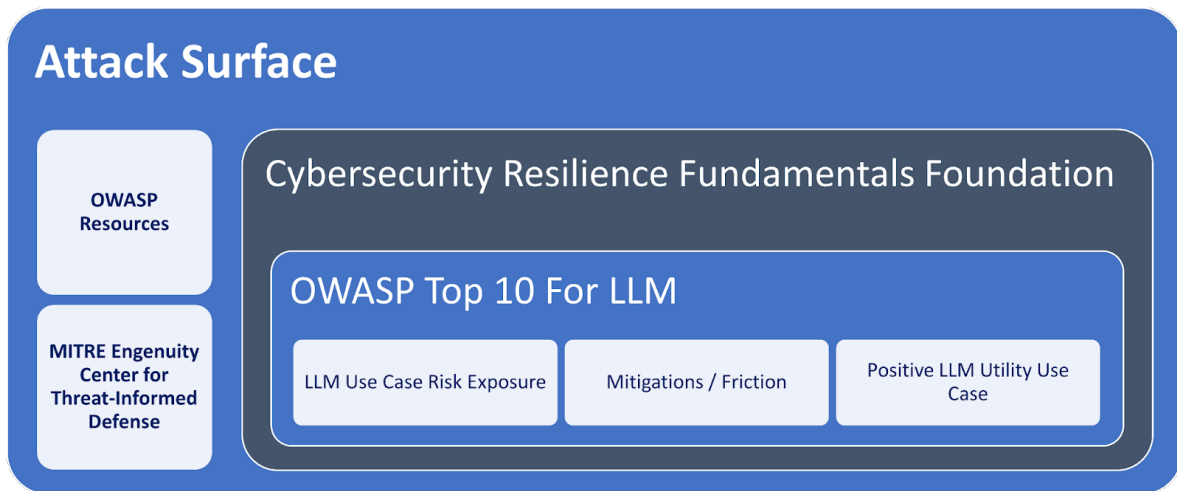 Attack Surface
OWASP
Resources
MITRE Engenuity
Center for
Threat-Informed
Defense
Cybersecurity Resilience Fundamentals Foundation
OWASP Top 10 For LLM
LLM Use Case Risk Exposure
Mitigations / Friction
Positive LLM Utility Use
Case